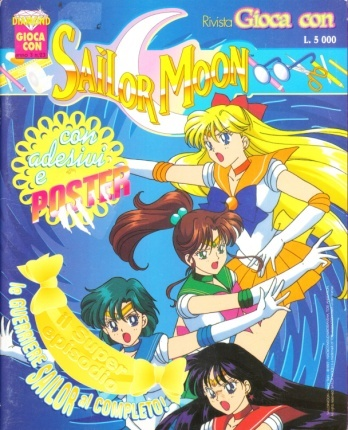 DIAMOND
GIOCA
CON
Rivista Gioca con
L. 5 000
SAILOR MOON
con
adesivi
e
POSTER
super
episodio
le GUERRIERE SAILOR al COMPLETO!